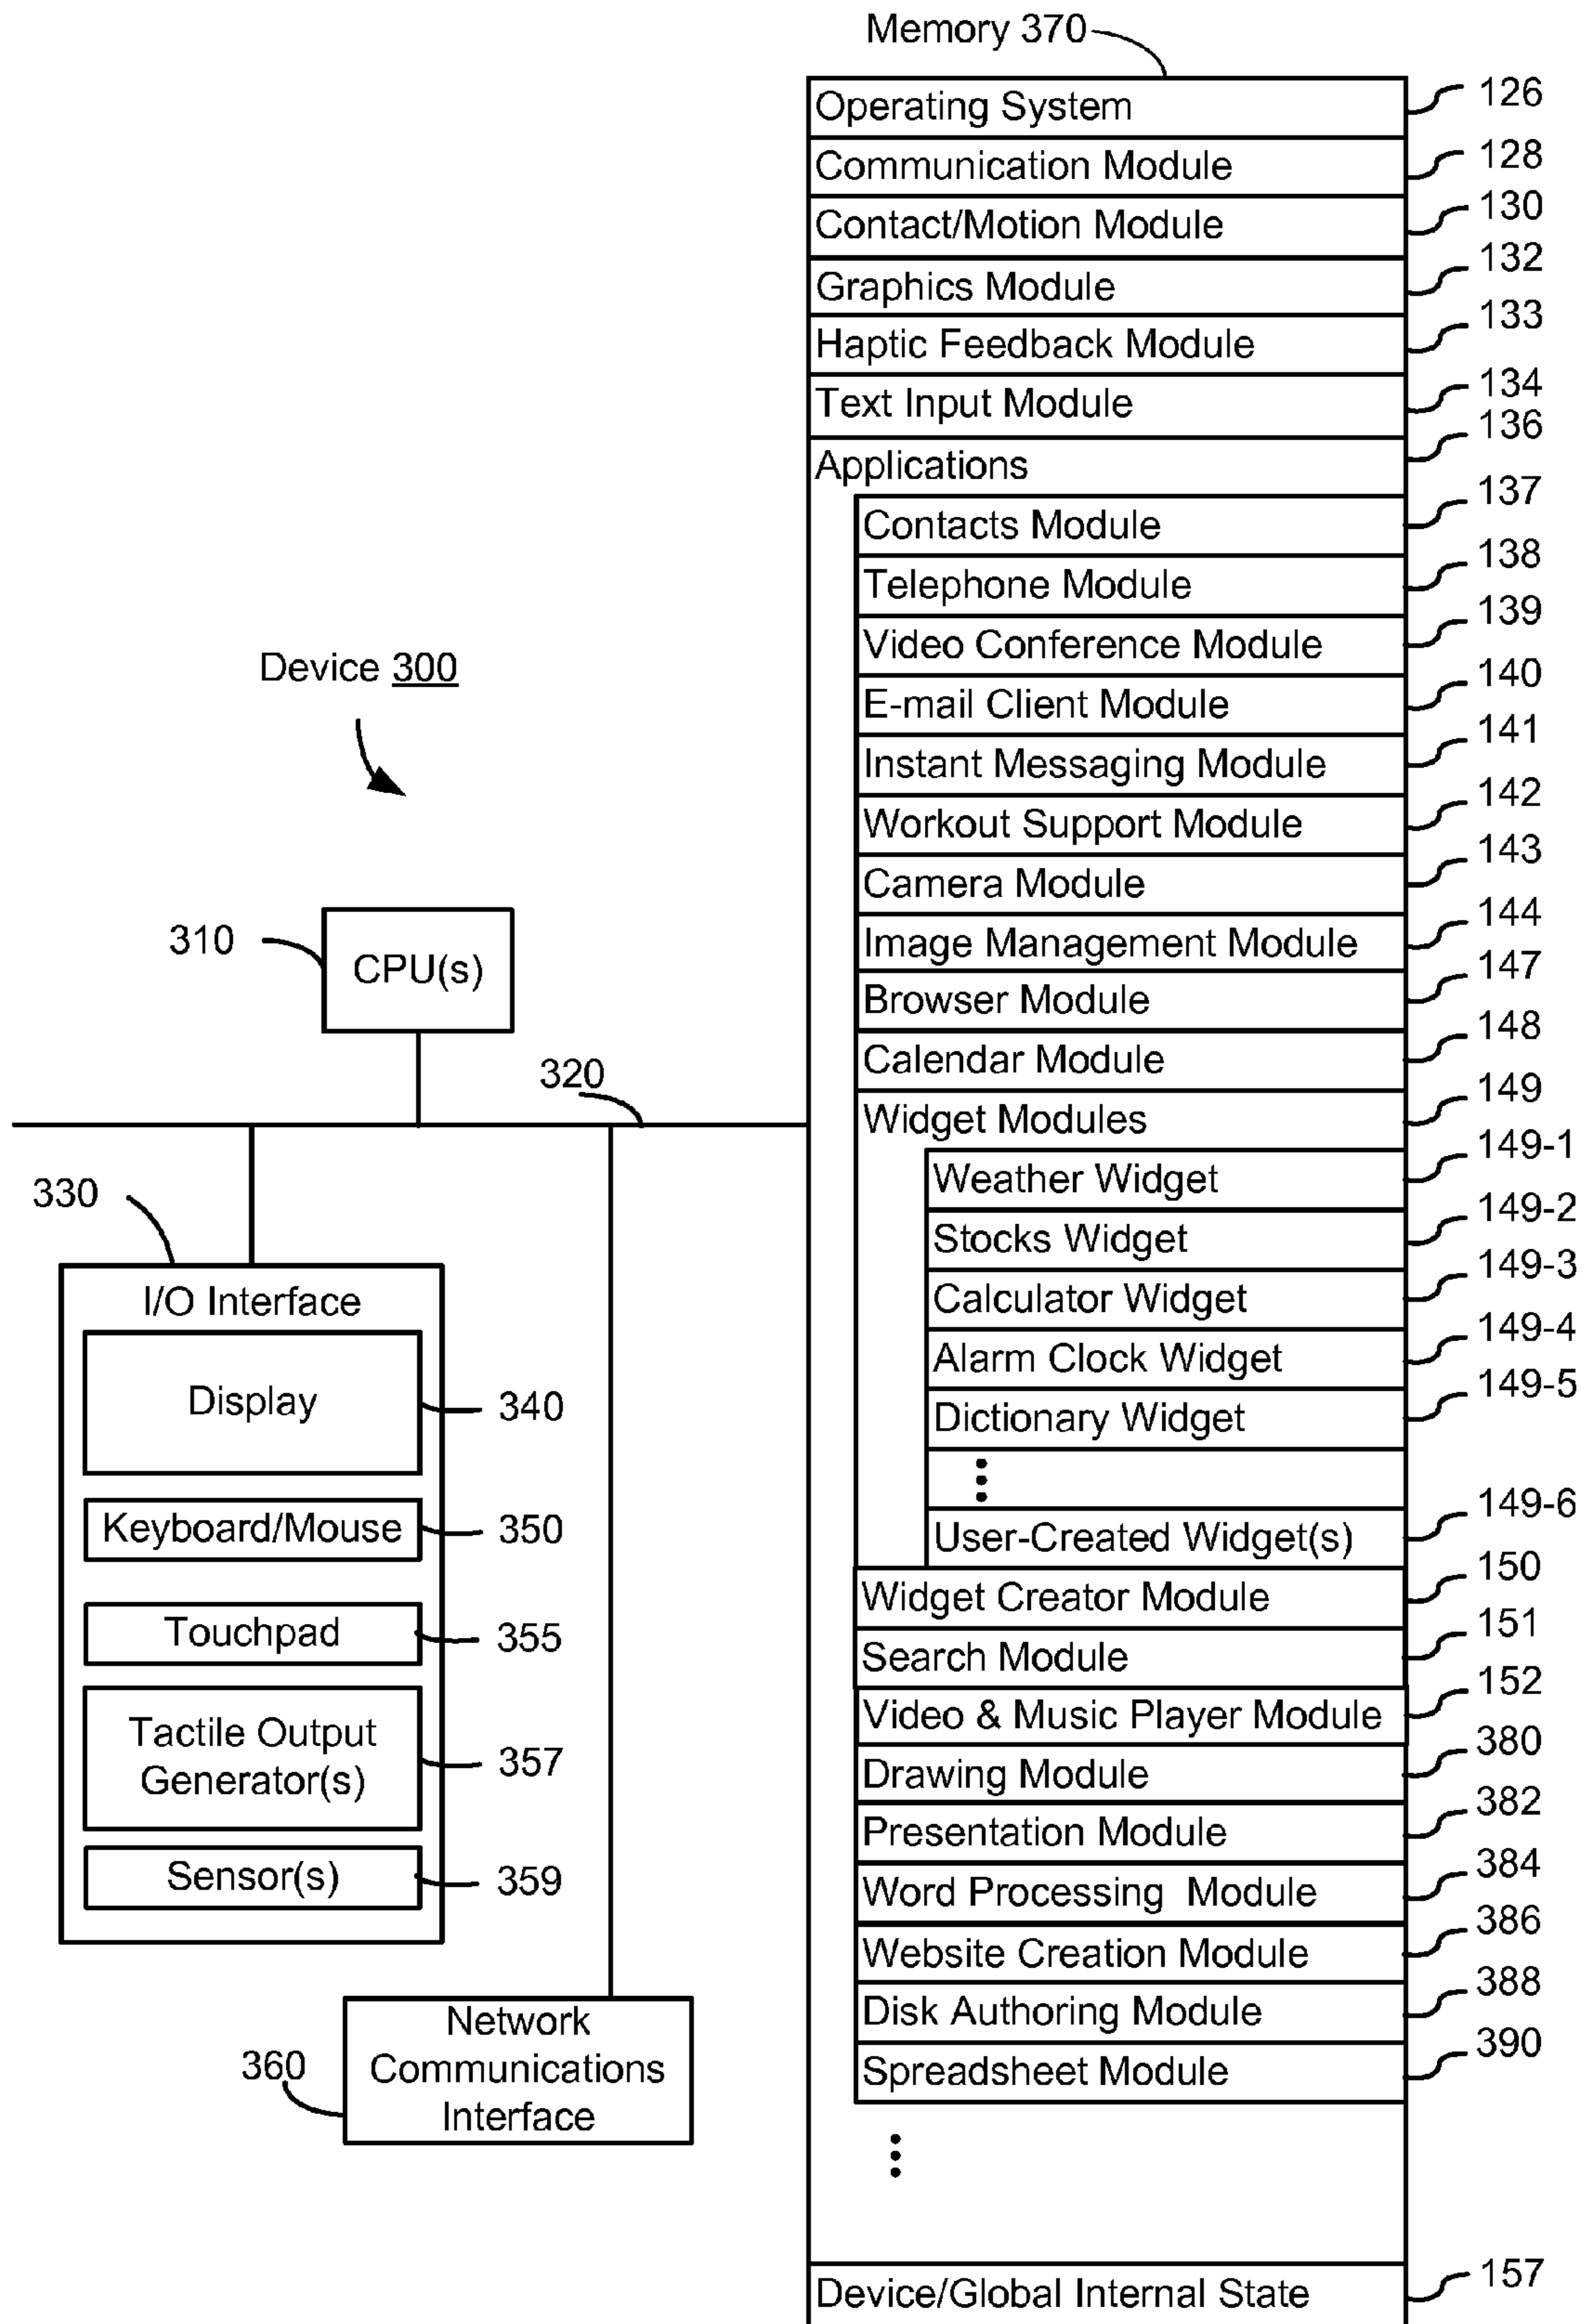 Memory 370
Operating System 126
Communication Module 128
Contact/Motion Module 130
Graphics Module 132
Haptic Feedback Module 133
Text Input Module 134
Applications 136
Contacts Module 137
Telephone Module 138
Video Conference Module 139
E-mail Client Module 140
Instant Messaging Module 141
Workout Support Module 142
Camera Module 143
Image Management Module 144
Browser Module 147
Calendar Module 148
Widget Modules 149
Weather Widget 149-1
Stocks Widget 149-2
Calculator Widget 149-3
Alarm Clock Widget 149-4
Dictionary Widget 149-5
User-Created Widget(s) 149-6
Widget Creator Module 150
Search Module 151
Video & Music Player Module 152
Drawing Module 380
Presentation Module 382
Word Processing Module 384
Website Creation Module 386
Disk Authoring Module 388
Spreadsheet Module 390
Device/Global Internal State 157
Device 300
310
CPU(s)
320
330
I/O Interface
Display 340
Keyboard/Mouse 350
Touchpad 355
Tactile Output
Generator(s) 357
Sensor(s) 359
360
Network
Communications
Interface